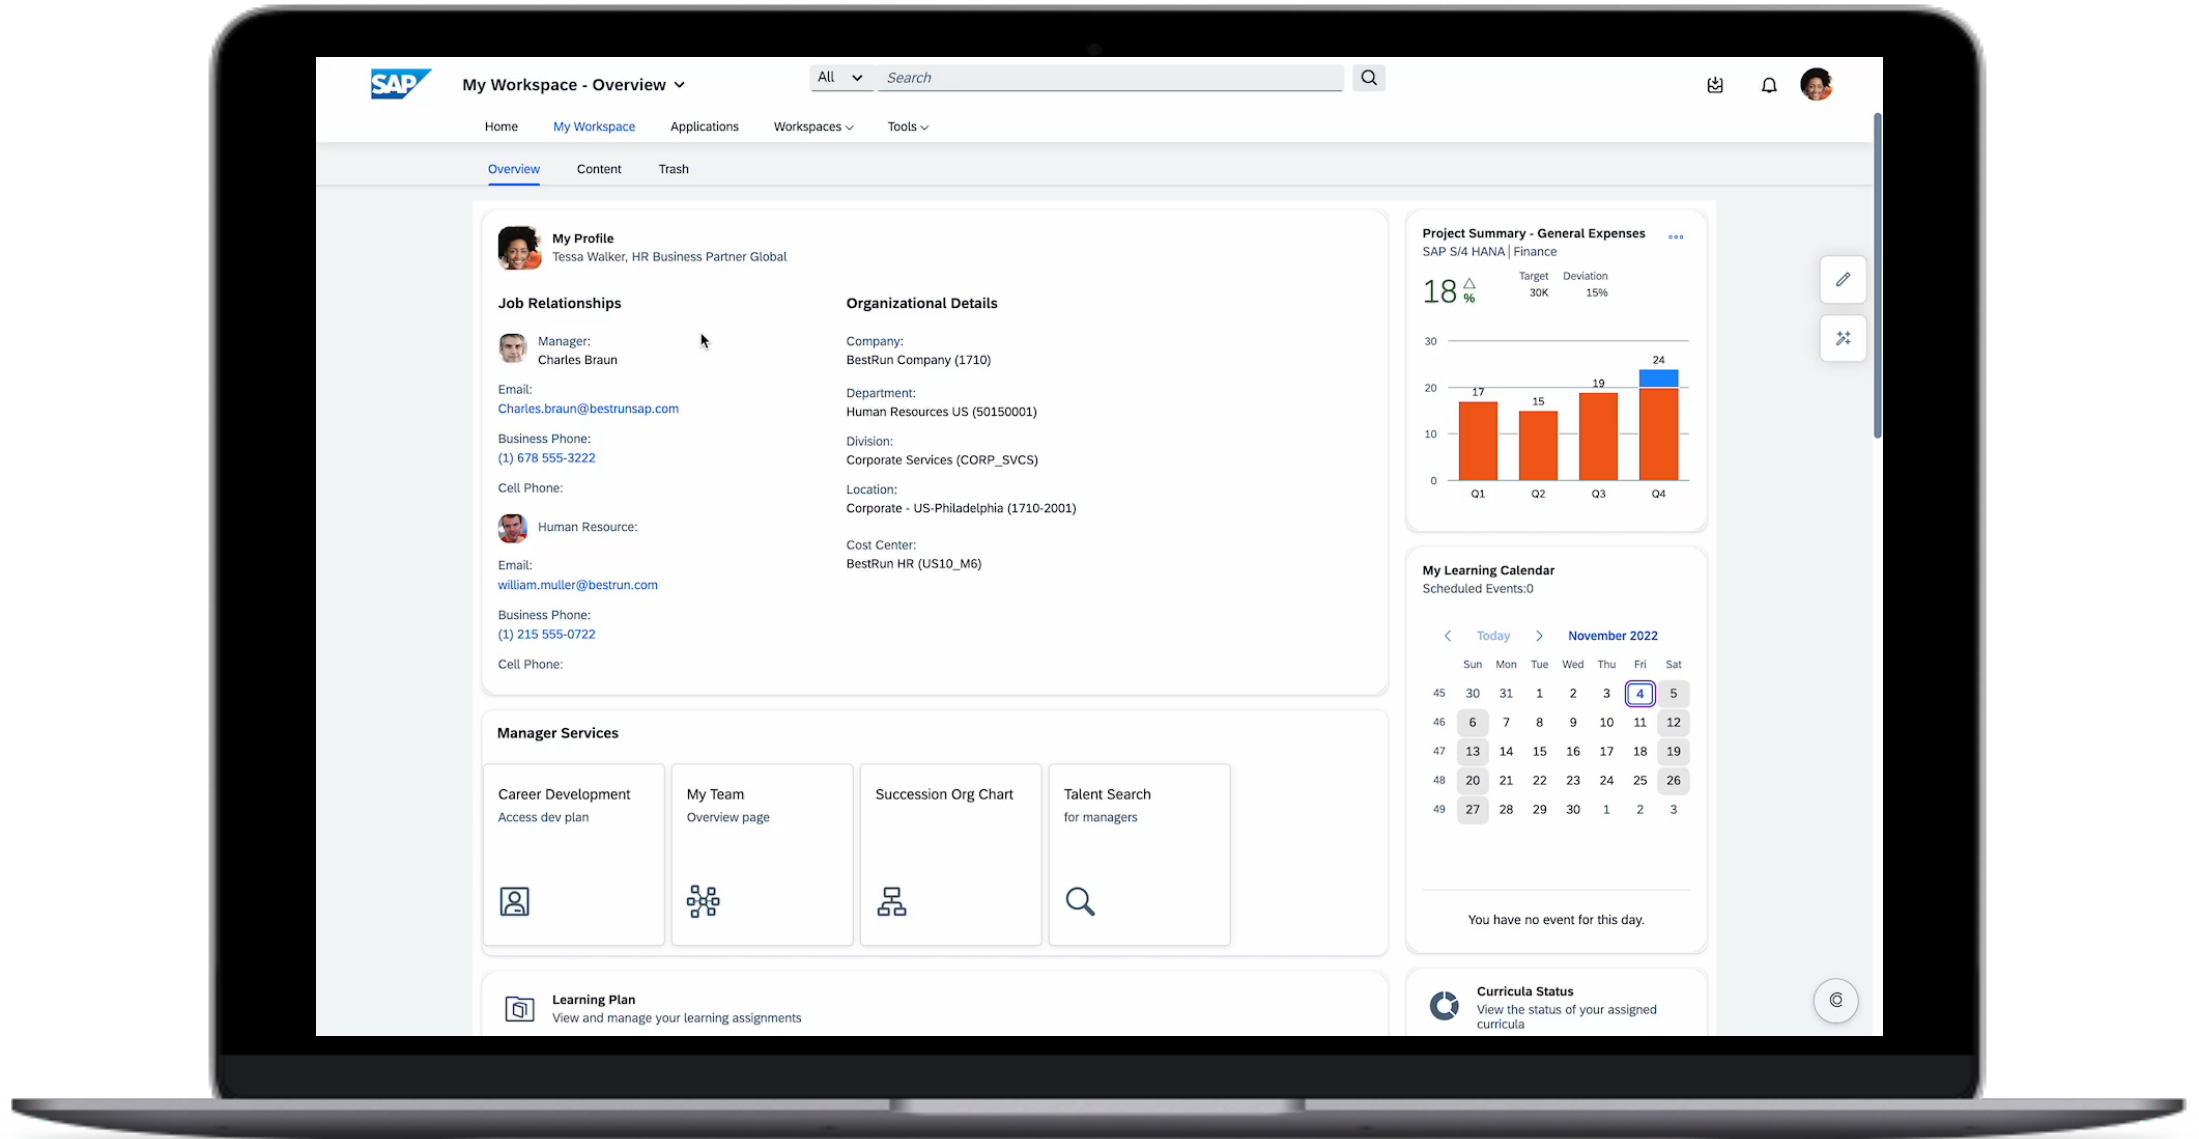 SAP
My Workspace - Overview
All
Search
Home
My Workspace
Applications
Workspaces
Tools
Overview
Content
Trash
My Profile
Tessa Walker, HR Business Partner Global
Job Relationships
Manager:
Charles Braun
Email:
Charles.braun@bestrunsap.com
Business Phone:
(1) 678 555-3222
Cell Phone:
Human Resource:
Email:
william.muller@bestrun.com
Business Phone:
(1) 215 555-0722
Cell Phone:
Organizational Details
Company:
BestRun Company (1710)
Department:
Human Resources US (50150001)
Division:
Corporate Services (CORP_SVCS)
Location:
Corporate - US-Philadelphia (1710-2001)
Cost Center:
BestRun HR (US10_M6)
Manager Services
Career Development
Access dev plan
My Team
Overview page
Succession Org Chart
Talent Search
for managers
Learning Plan
View and manage your learning assignments
Project Summary - General Expenses
SAP S/4 HANA | Finance
18 %
Target Deviation
30K 15%
30
24
20
17 15 19
10
0
Q1 Q2 Q3 Q4
My Learning Calendar
Scheduled Events:0
Today November 2022
Sun Mon Tue Wed Thu Fri Sat
45 30 31 1 2 3 4 5
46 6 7 8 9 10 11 12
47 13 14 15 16 17 18 19
48 20 21 22 23 24 25 26
49 27 28 29 30 1 2 3
You have no event for this day.
Curricula Status
View the status of your assigned
curricula